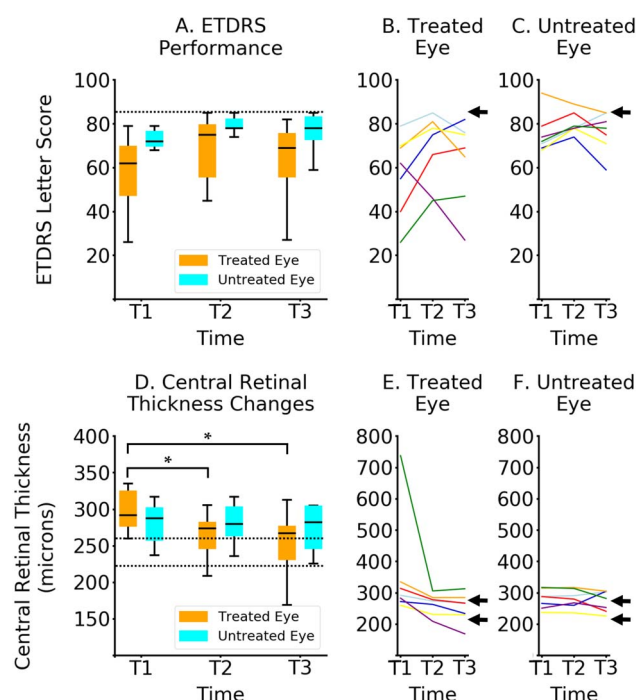 A. ETDRS
Performance
B. Treated
Eye
C. Untreated
Eye
ETDRS Letter Score
100
80
60
40
20
Treated Eye
Untreated Eye
T1
T2
T3
Time
100
80
60
40
20
T1
T2
T3
Time
100
80
60
40
20
T1
T2
T3
Time
D. Central Retinal
Thickness Changes
E. Treated
Eye
F. Untreated
Eye
Central Retinal Thickness
(microns)
400
350
300
250
200
150
*
*
Treated Eye
Untreated Eye
T1
T2
T3
Time
800
700
600
500
400
300
200
T1
T2
T3
Time
800
700
600
500
400
300
200
T1
T2
T3
Time